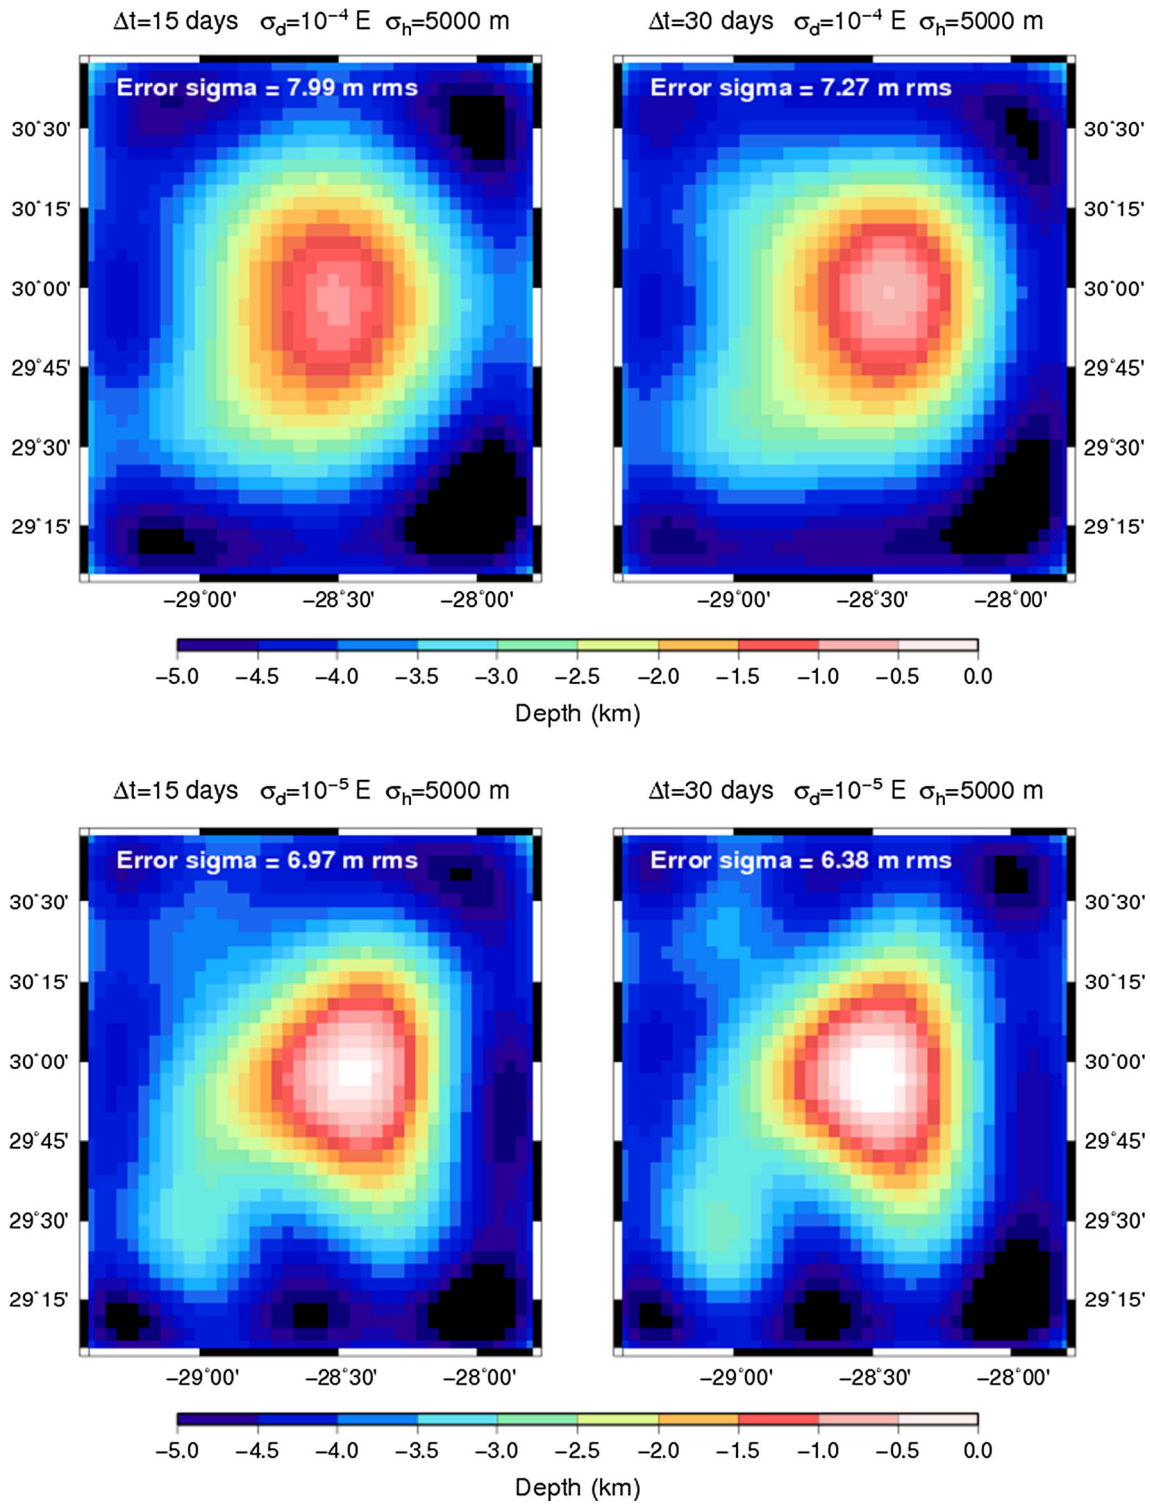 Δt=15 days σd=10⁻⁴ E σh=5000 m
Δt=30 days σd=10⁻⁴ E σh=5000 m
Error sigma = 7.99 m rms
Error sigma = 7.27 m rms
30˚30'
30˚15'
30˚00'
29˚45'
29˚30'
29˚15'
30˚30'
30˚15'
30˚00'
29˚45'
29˚30'
29˚15'
−29˚00' −28˚30' −28˚00'
−29˚00' −28˚30' −28˚00'
−5.0 −4.5 −4.0 −3.5 −3.0 −2.5 −2.0 −1.5 −1.0 −0.5 0.0
Depth (km)
Δt=15 days σd=10⁻⁵ E σh=5000 m
Δt=30 days σd=10⁻⁵ E σh=5000 m
Error sigma = 6.97 m rms
Error sigma = 6.38 m rms
30˚30'
30˚15'
30˚00'
29˚45'
29˚30'
29˚15'
30˚30'
30˚15'
30˚00'
29˚45'
29˚30'
29˚15'
−29˚00' −28˚30' −28˚00'
−29˚00' −28˚30' −28˚00'
−5.0 −4.5 −4.0 −3.5 −3.0 −2.5 −2.0 −1.5 −1.0 −0.5 0.0
Depth (km)